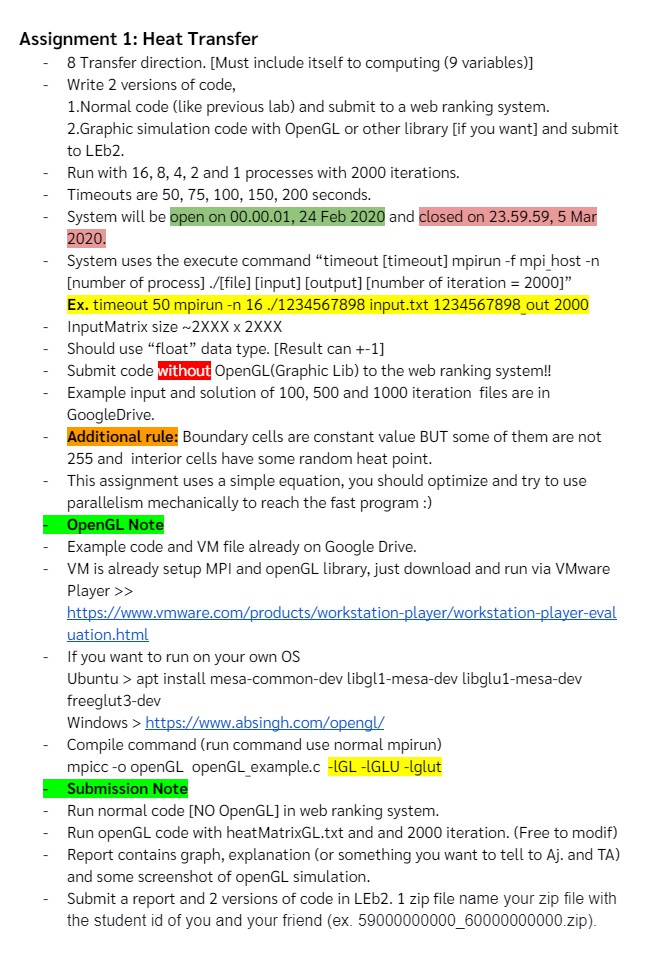 Assignment 1: Heat Transfer
- 8 Transfer direction. [Must include itself to computing (9 variables)]
- Write 2 versions of code,
1.Normal code (like previous lab) and submit to a web ranking system.
2.Graphic simulation code with OpenGL or other library [if you want] and submit
to LEb2.
- Run with 16, 8, 4, 2 and 1 processes with 2000 iterations.
- Timeouts are 50, 75, 100, 150, 200 seconds.
- System will be open on 00.00.01, 24 Feb 2020 and closed on 23.59.59, 5 Mar
2020.
- System uses the execute command “timeout [timeout] mpirun -f mpi_host -n
[number of process] ./[file] [input] [output] [number of iteration = 2000]”
Ex. timeout 50 mpirun -n 16 ./1234567898 input.txt 1234567898_out 2000
- InputMatrix size ~2XXX x 2XXX
- Should use “float” data type. [Result can +-1]
- Submit code without OpenGL(Graphic Lib) to the web ranking system!!
- Example input and solution of 100, 500 and 1000 iteration files are in
GoogleDrive.
- Additional rule: Boundary cells are constant value BUT some of them are not
255 and interior cells have some random heat point.
- This assignment uses a simple equation, you should optimize and try to use
parallelism mechanically to reach the fast program :)
- OpenGL Note
- Example code and VM file already on Google Drive.
- VM is already setup MPI and openGL library, just download and run via VMware
Player >>
https://www.vmware.com/products/workstation-player/workstation-player-eval
uation.html
- If you want to run on your own OS
Ubuntu > apt install mesa-common-dev libgl1-mesa-dev libglu1-mesa-dev
freeglut3-dev
Windows > https://www.absingh.com/opengl/
- Compile command (run command use normal mpirun)
mpicc -o openGL openGL_example.c -lGL -lGLU -lglut
- Submission Note
- Run normal code [NO OpenGL] in web ranking system.
- Run openGL code with heatMatrixGL.txt and and 2000 iteration. (Free to modif)
- Report contains graph, explanation (or something you want to tell to Aj. and TA)
and some screenshot of openGL simulation.
- Submit a report and 2 versions of code in LEb2. 1 zip file name your zip file with
the student id of you and your friend (ex. 59000000000_60000000000.zip).